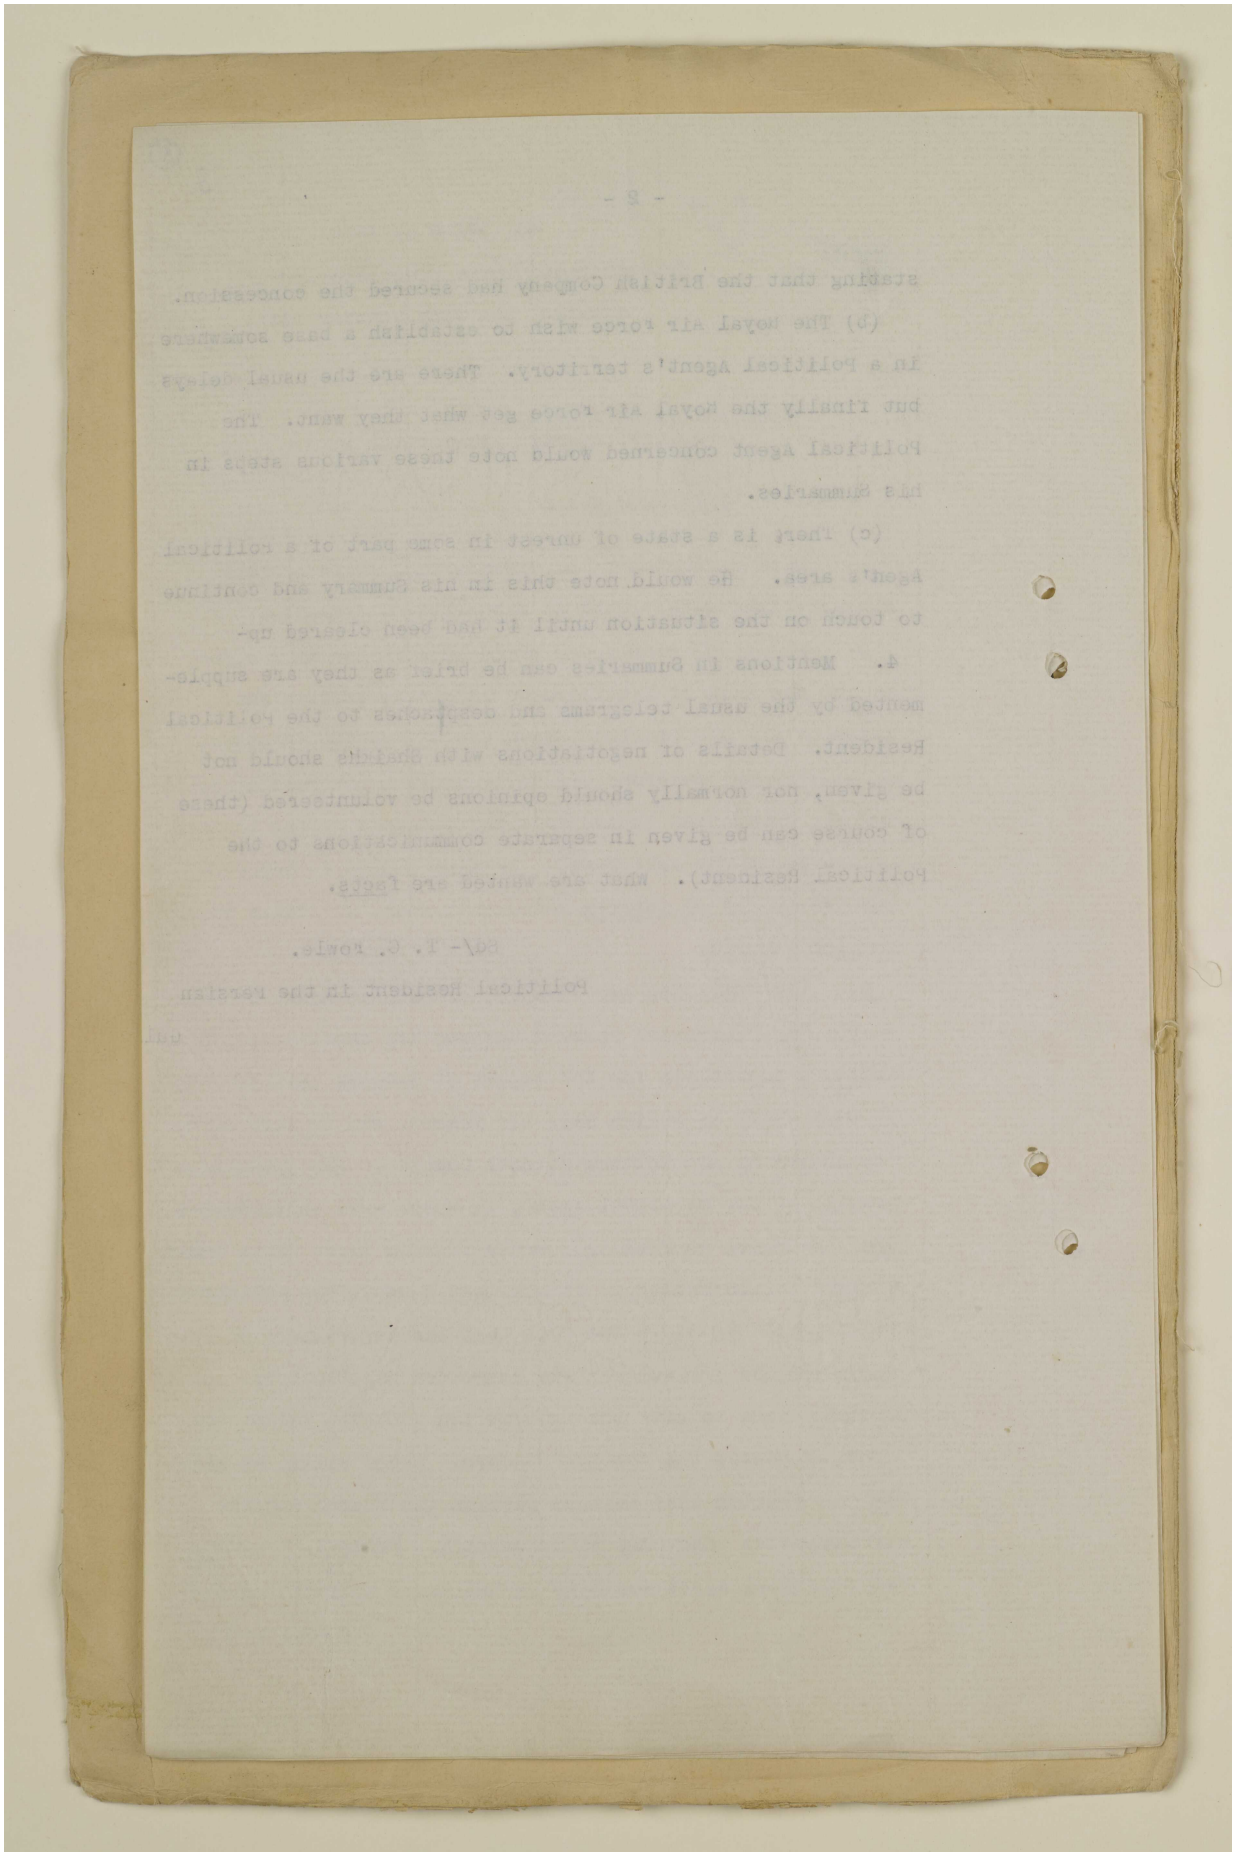 - 2 -
stating that the British Company had secured the concession.
(b) The Royal Air Force wish to establish a base somewhere
in a Political Agent's territory. There are the usual delays
but finally the Royal Air Force get what they want. The
Political Agent concerned would note these various steps in
his Summaries.
(c) There is a state of unrest in some part of a Political
Agent's area. He would note this in his Summary and continue
to touch on the situation until it had been cleared up.
4. Mentions in Summaries can be brief as they are supple-
mented by the usual telegrams and despatches to the Political
Resident. Details of negotiations with Shaikhs should not
be given, nor normally should opinions be volunteered (these
of course can be given in separate communications to the
Political Resident). What are wanted are facts.
Sd/- T. C. Fowle.
Political Resident in the Persian